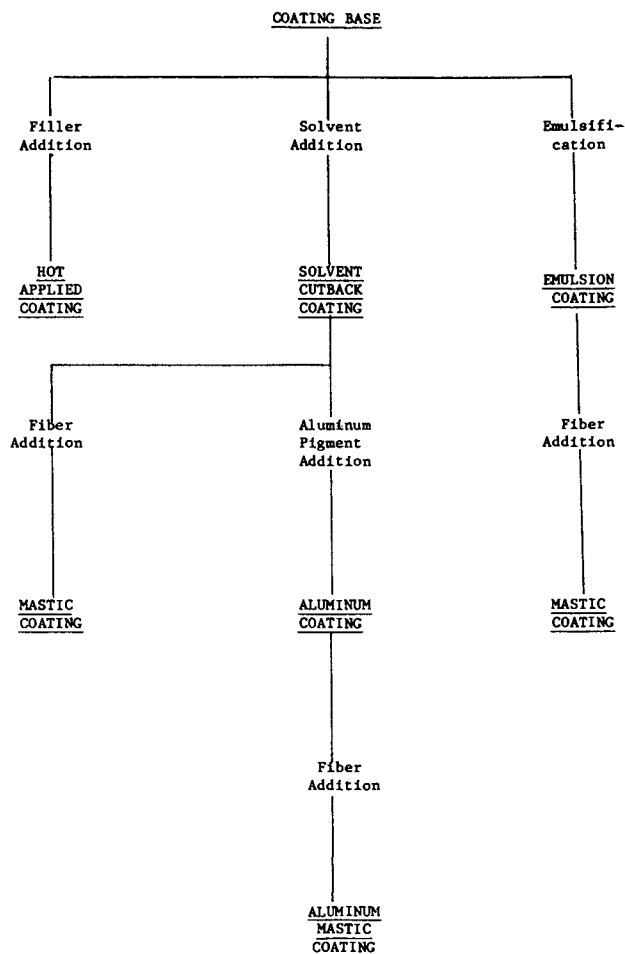 COATING BASE
Filler
Addition
Solvent
Addition
Emulsifi-
cation
HOT
APPLIED
COATING
SOLVENT
CUTBACK
COATING
EMULSION
COATING
Fiber
Addition
Aluminum
Pigment
Addition
Fiber
Addition
MASTIC
COATING
ALUMINUM
COATING
MASTIC
COATING
Fiber
Addition
ALUMINUM
MASTIC
COATING